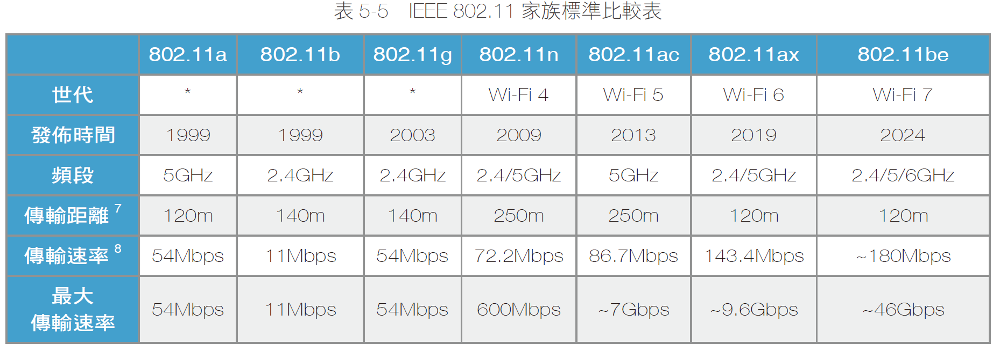 表 5-5 IEEE 802.11 家族標準比較表
802.11a 802.11b 802.11g 802.11n 802.11ac 802.11ax 802.11be
世代 * * * Wi-Fi 4 Wi-Fi 5 Wi-Fi 6 Wi-Fi 7
發佈時間 1999 1999 2003 2009 2013 2019 2024
頻段 5GHz 2.4GHz 2.4GHz 2.4/5GHz 5GHz 2.4/5GHz 2.4/5/6GHz
傳輸距離 7 120m 140m 140m 250m 250m 120m 120m
傳輸速率 8 54Mbps 11Mbps 54Mbps 72.2Mbps 86.7Mbps 143.4Mbps ~180Mbps
最大
傳輸速率 54Mbps 11Mbps 54Mbps 600Mbps ~7Gbps ~9.6Gbps ~46Gbps